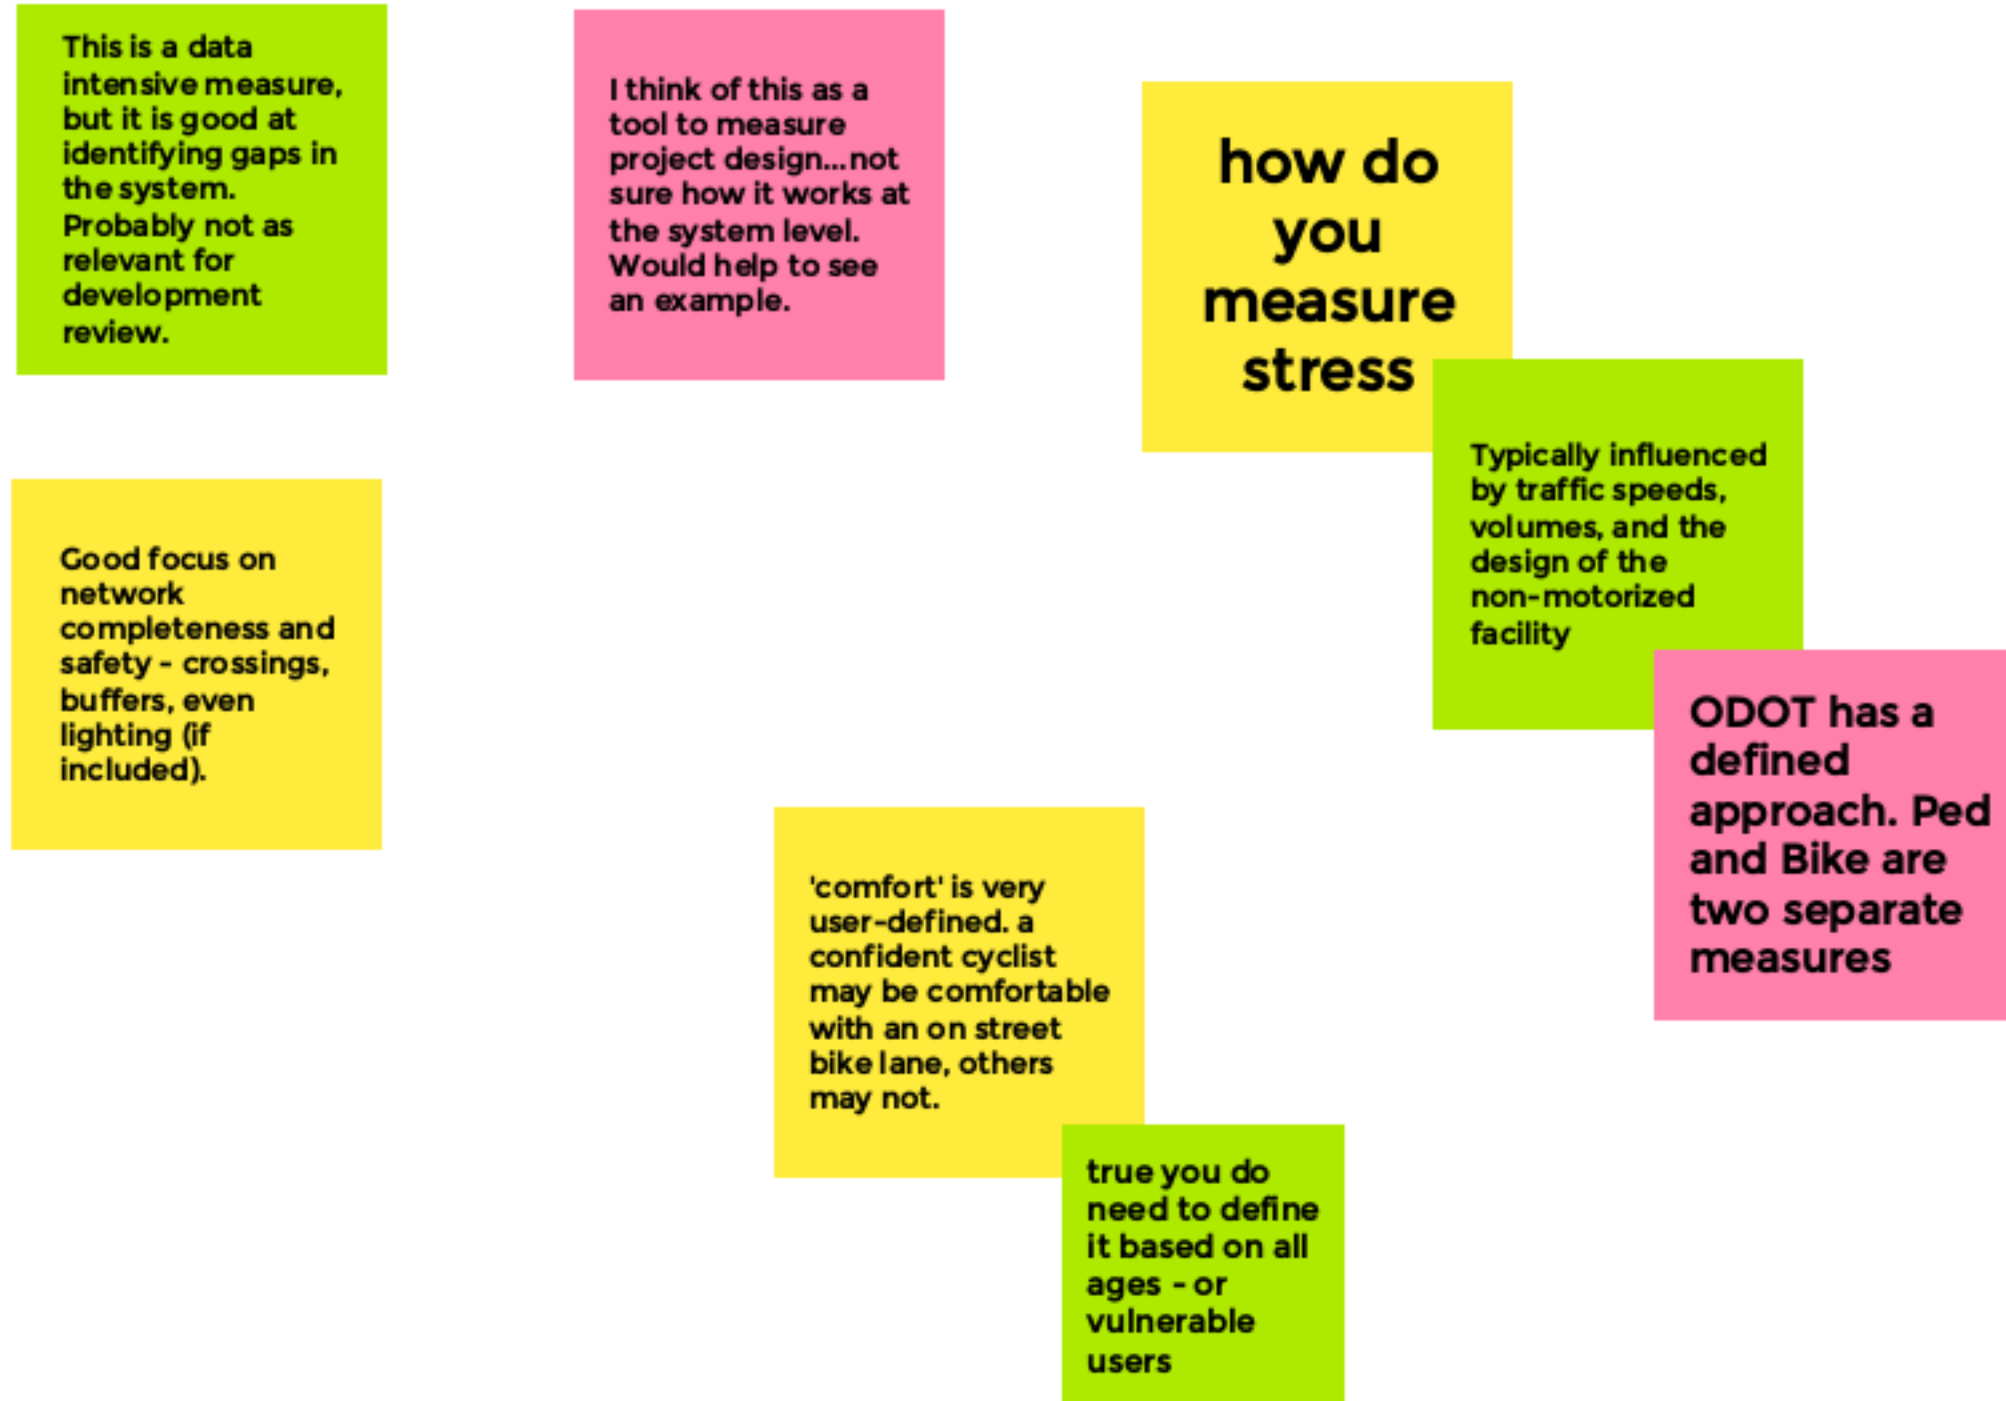 This is a data
intensive measure,
but it is good at
identifying gaps in
the system.
Probably not as
relevant for
development
review.
I think of this as a
tool to measure
project design...not
sure how it works at
the system level.
Would help to see
an example.
how do
you
measure
stress
Typically influenced
by traffic speeds,
volumes, and the
design of the
non-motorized
facility
ODOT has a
defined
approach. Ped
and Bike are
two separate
measures
Good focus on
network
completeness and
safety - crossings,
buffers, even
lighting (if
included).
'comfort' is very
user-defined. a
confident cyclist
may be comfortable
with an on street
bike lane, others
may not.
true you do
need to define
it based on all
ages - or
vulnerable
users